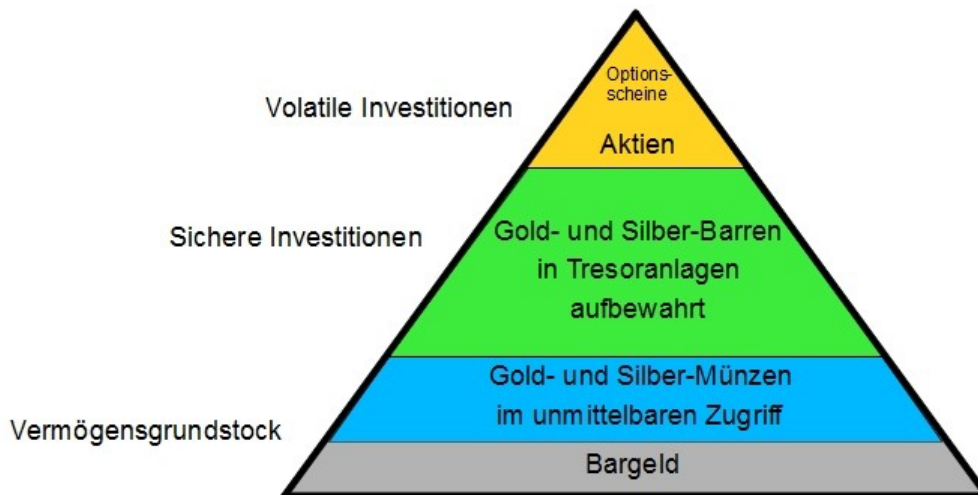 Options-
scheine
Volatile Investitionen
Aktien
Sichere Investitionen
Gold- und Silber-Barren
in Tresoranlagen
aufbewahrt
Gold- und Silber-Münzen
im unmittelbaren Zugriff
Vermögensgrundstock
Bargeld